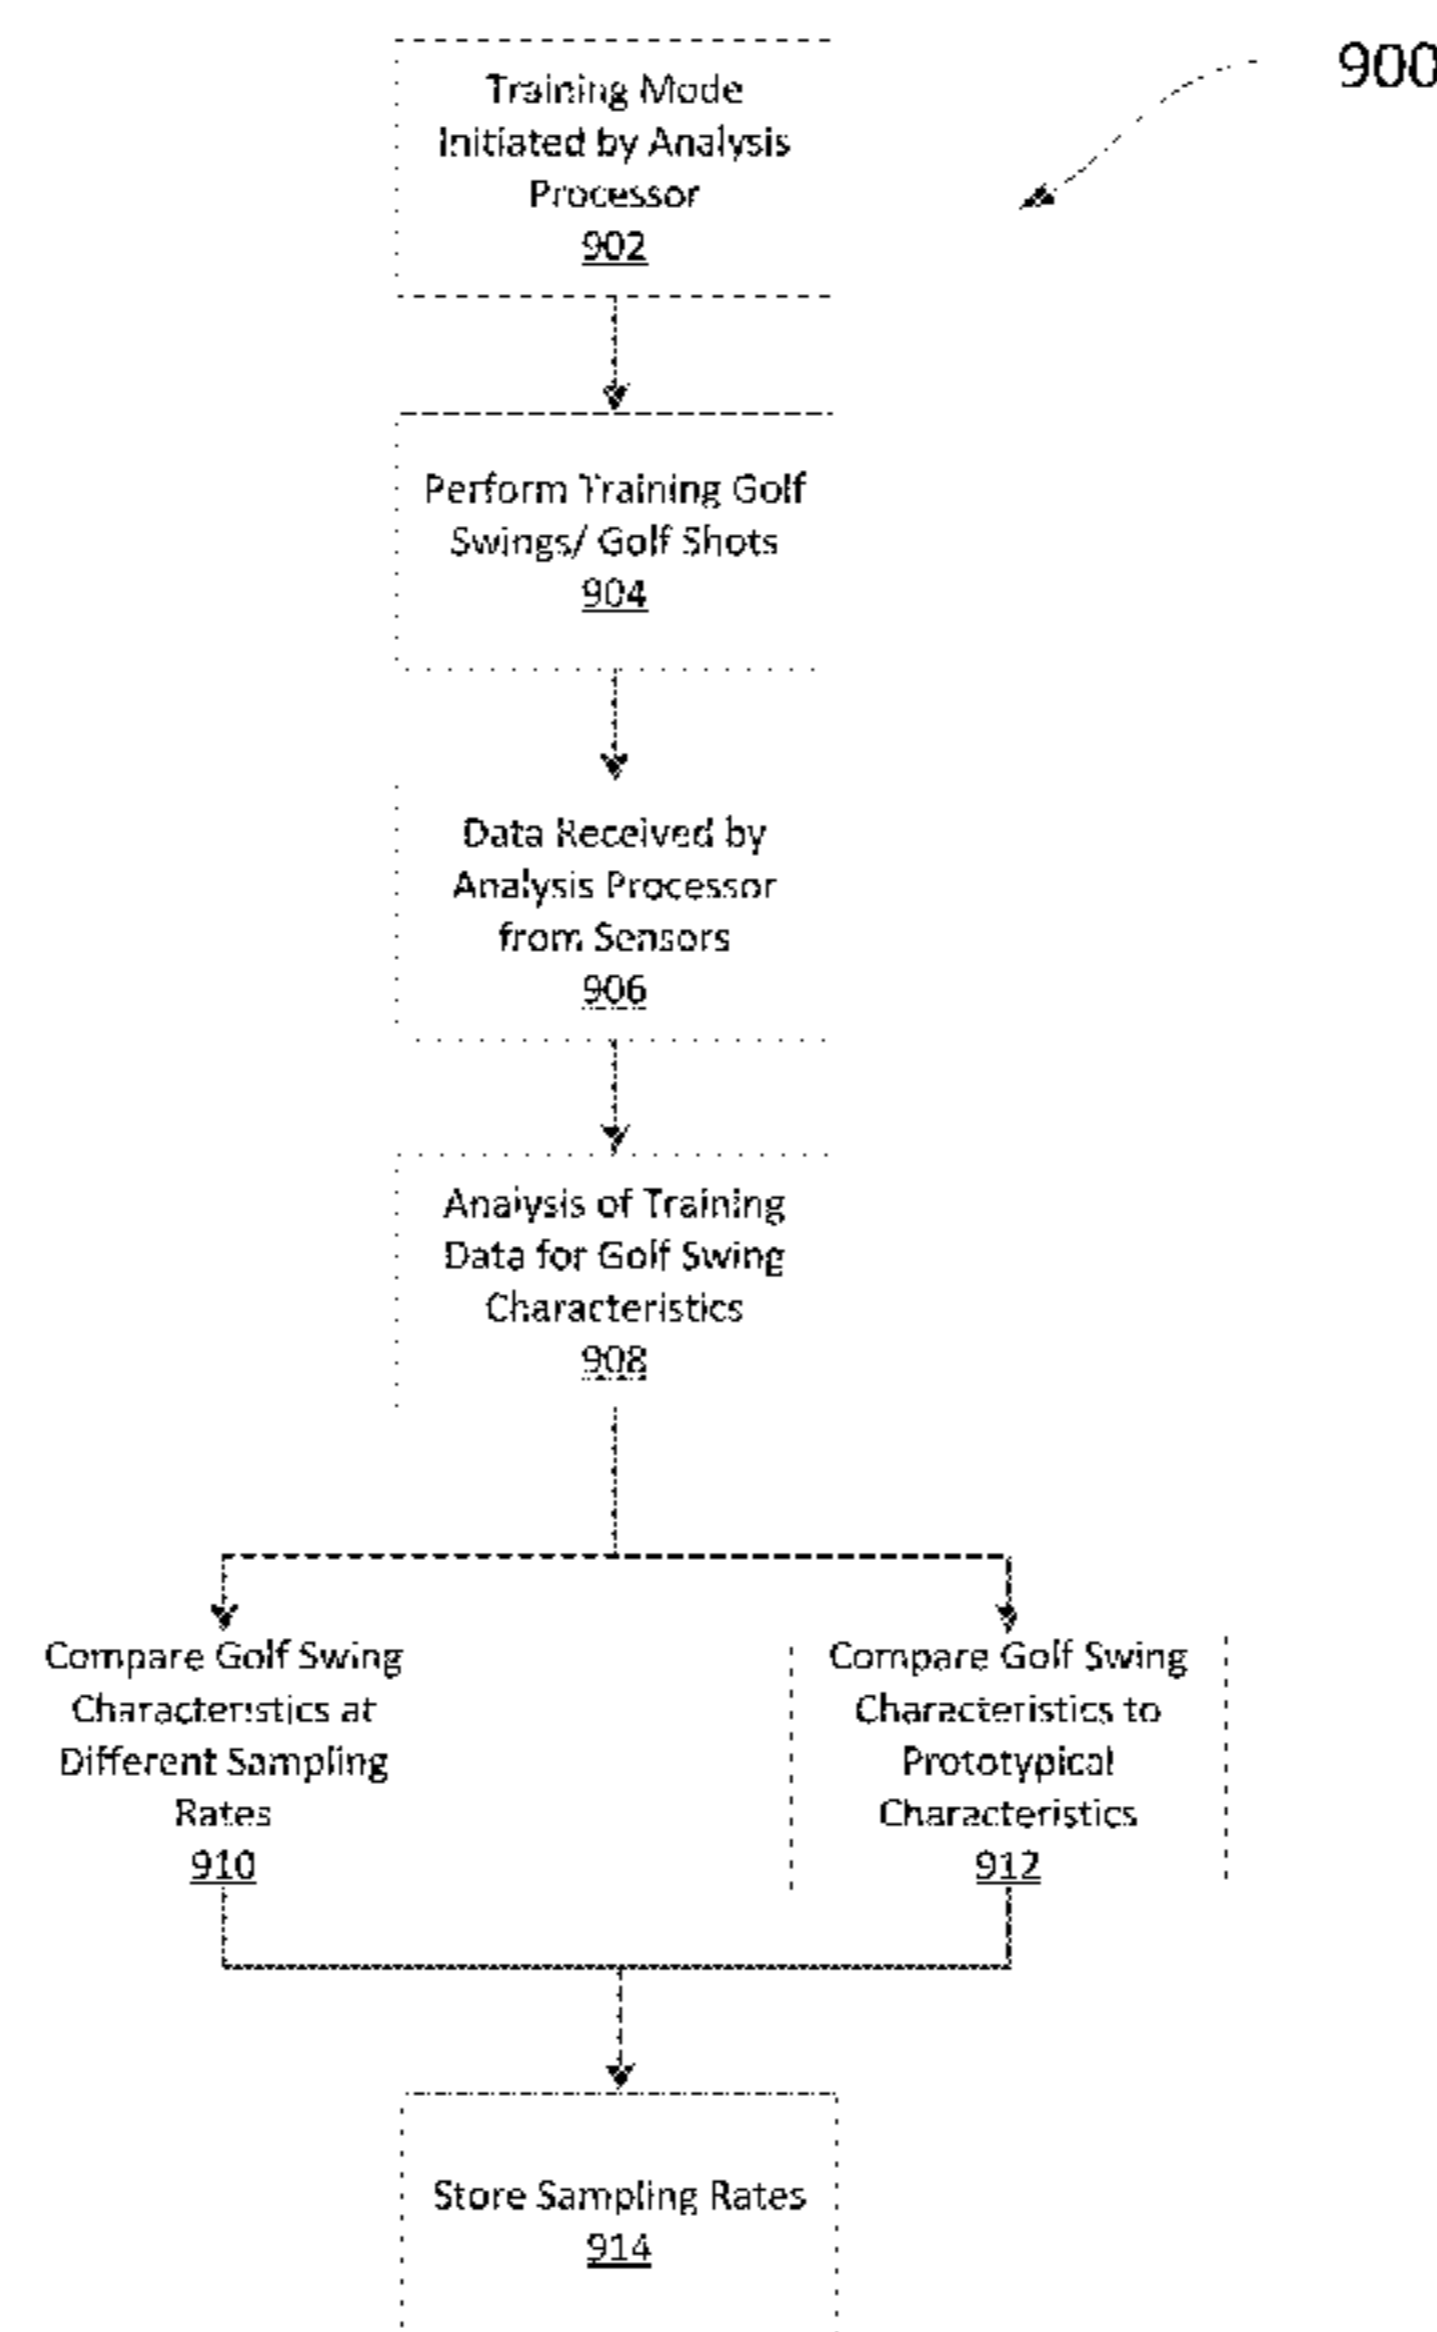 900
Training Mode
Initiated by Analysis
Processor
902
Perform Training Golf
Swings/ Golf Shots
904
Data Received by
Analysis Processor
from Sensors
906
Analysis of Training
Data for Golf Swing
Characteristics
908
Compare Golf Swing
Characteristics at
Different Sampling
Rates
910
Compare Golf Swing
Characteristics to
Prototypical
Characteristics
912
Store Sampling Rates
914